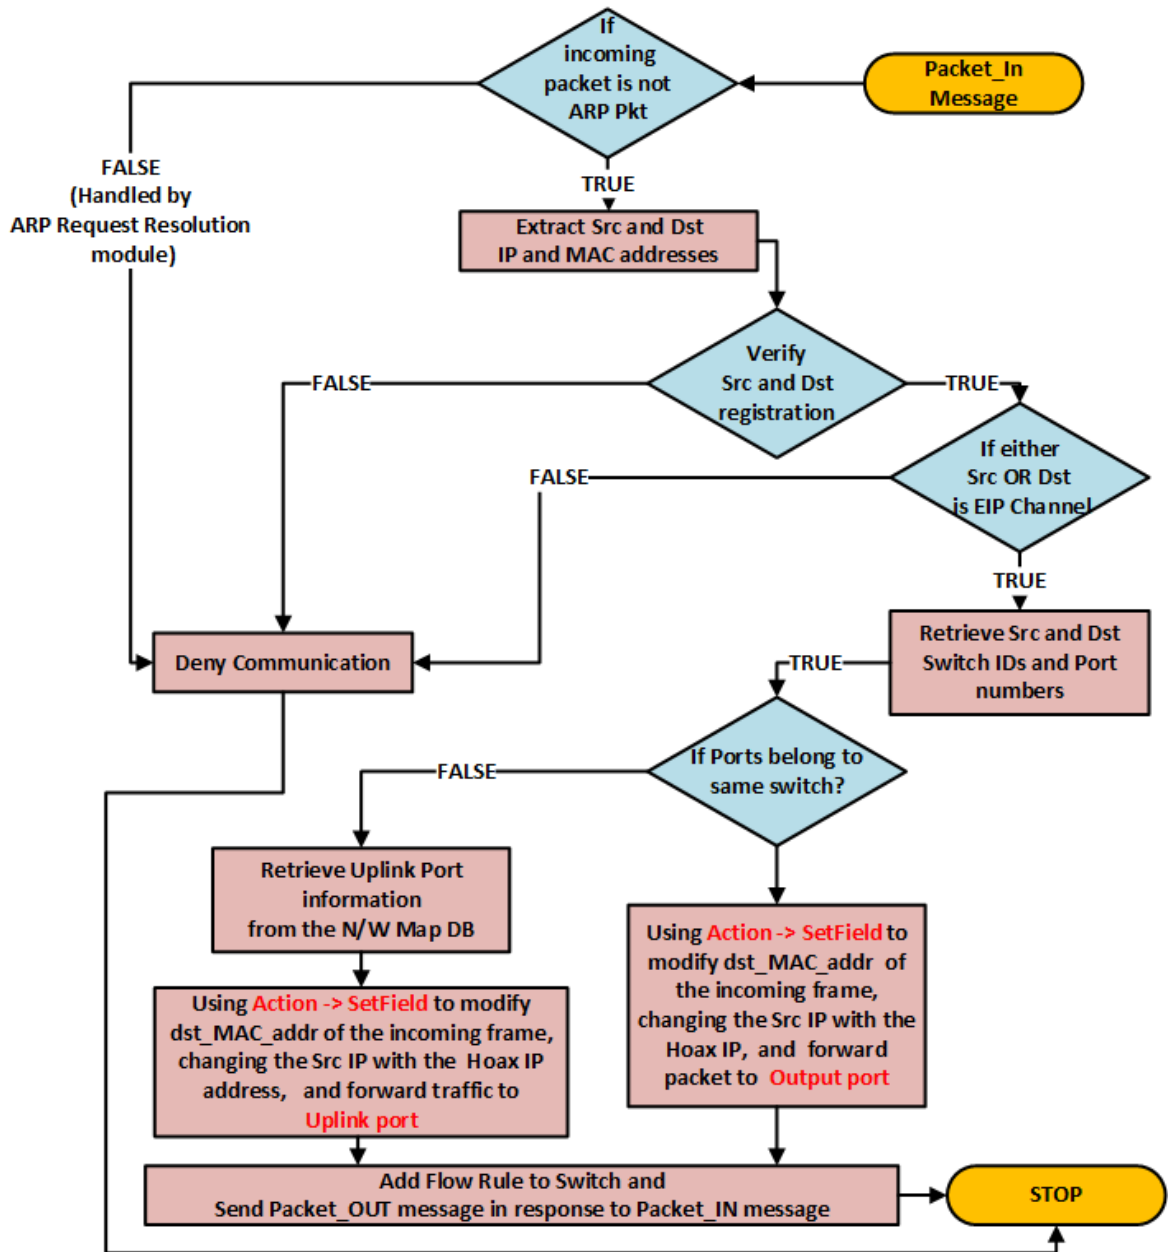 If
incoming
packet is not
ARP Pkt
Packet_In
Message
FALSE
(Handled by
ARP Request Resolution
module)
TRUE
Extract Src and Dst
IP and MAC addresses
Verify
Src and Dst
registration
FALSE
TRUE
If either
Src OR Dst
is EIP Channel
FALSE
TRUE
Retrieve Src and Dst
Switch IDs and Port
numbers
Deny Communication
TRUE
If Ports belong to
same switch?
FALSE
Retrieve Uplink Port
information
from the N/W Map DB
Using Action -> SetField to
modify dst_MAC_addr of
the incoming frame,
changing the Src IP with the
Hoax IP, and forward
packet to Output port
Using Action -> SetField to modify
dst_MAC_addr of the incoming frame,
changing the Src IP with the Hoax IP
address, and forward traffic to
Uplink port
Add Flow Rule to Switch and
Send Packet_OUT message in response to Packet_IN message
STOP